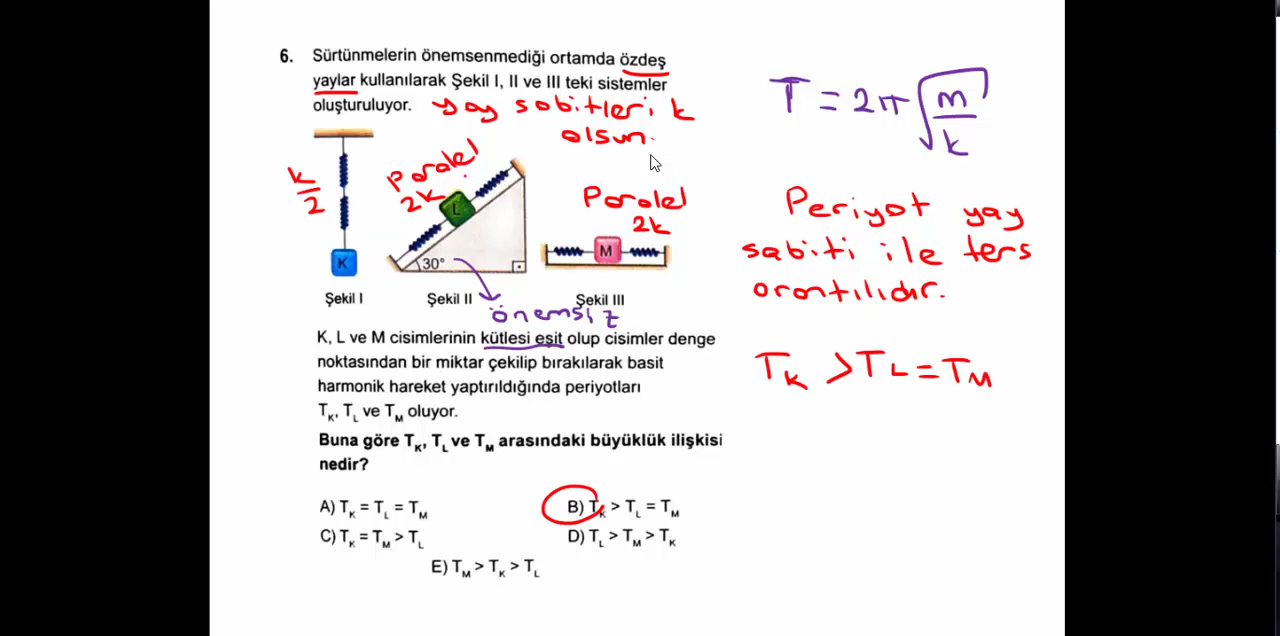 6. Sürtünmelerin önemsenmediği ortamda özdeş
yaylar kullanılarak Şekil I, II ve III teki sistemler
oluşturuluyor.
yay sabitleri k
olsun.
k/2
Paralel
2k
Paralel
2k
K
L
M
30°
Şekil I
Şekil II
Şekil III
önemsiz
K, L ve M cisimlerinin kütlesi eşit olup cisimler denge
noktasından bir miktar çekilip bırakılarak basit
harmonik hareket yaptırıldığında periyotları
T_K, T_L ve T_M oluyor.
Buna göre T_K, T_L ve T_M arasındaki büyüklük ilişkisi
nedir?
A) T_K = T_L = T_M
B) T_K > T_L = T_M
C) T_K = T_M > T_L
D) T_L > T_M > T_K
E) T_M > T_K > T_L
T = 2π√(m/k)
Periyot yay
sabiti ile ters
orantılıdır.
T_K > T_L = T_M